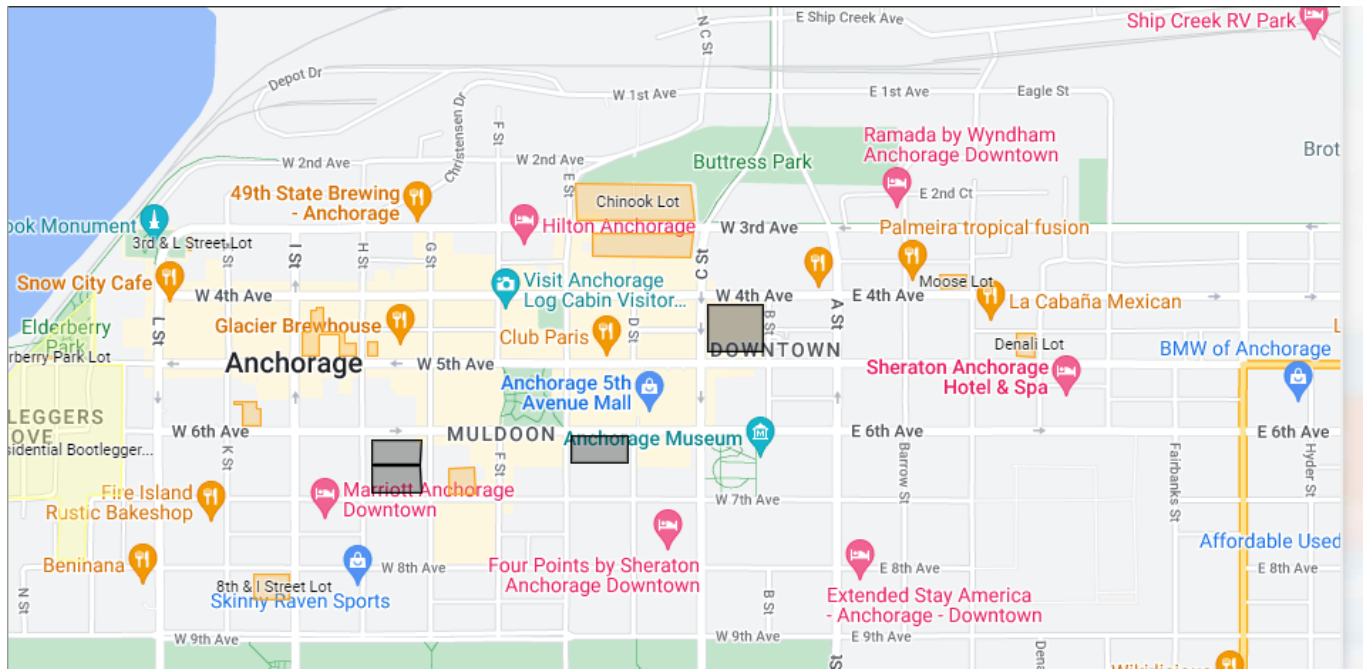 E Ship Creek Ave
Ship Creek RV Park
N C St
Depot Dr
W 1st Ave
E 1st Ave
Eagle St
Christensen Dr
F St
Ramada by Wyndham
Anchorage Downtown
W 2nd Ave
W 2nd Ave
Buttress Park
Brot
E St
E 2nd Ct
49th State Brewing
- Anchorage
Chinook Lot
ook Monument
Hilton Anchorage
W 3rd Ave
Palmeira tropical fusion
3rd & L Street Lot
I St
H St
G St
C St
Snow City Cafe
Visit Anchorage
Log Cabin Visitor...
Moose Lot
W 4th Ave
W 4th Ave
E 4th Ave
La Cabaña Mexican
A St
B St
L St
Elderberry
Park
Glacier Brewhouse
Club Paris
D St
rberry Park Lot
Anchorage
W 5th Ave
DOWNTOWN
Denali Lot
BMW of Anchorage
Sheraton Anchorage
Hotel & Spa
Anchorage 5th
Avenue Mall
LEGGERS
OVE
W 6th Ave
MULDOON
Anchorage Museum
E 6th Ave
E 6th Ave
sidential Bootlegger...
K St
F St
Barrow St
Fairbanks St
Hyder St
Fire Island
Rustic Bakeshop
Marriott Anchorage
Downtown
W 7th Ave
Beninana
W 8th Ave
Four Points by Sheraton
Anchorage Downtown
E 8th Ave
E 8th Ave
Affordable Used
8th & I Street Lot
Skinny Raven Sports
N St
B St
Extended Stay America
- Anchorage - Downtown
W 9th Ave
W 9th Ave
E 9th Ave